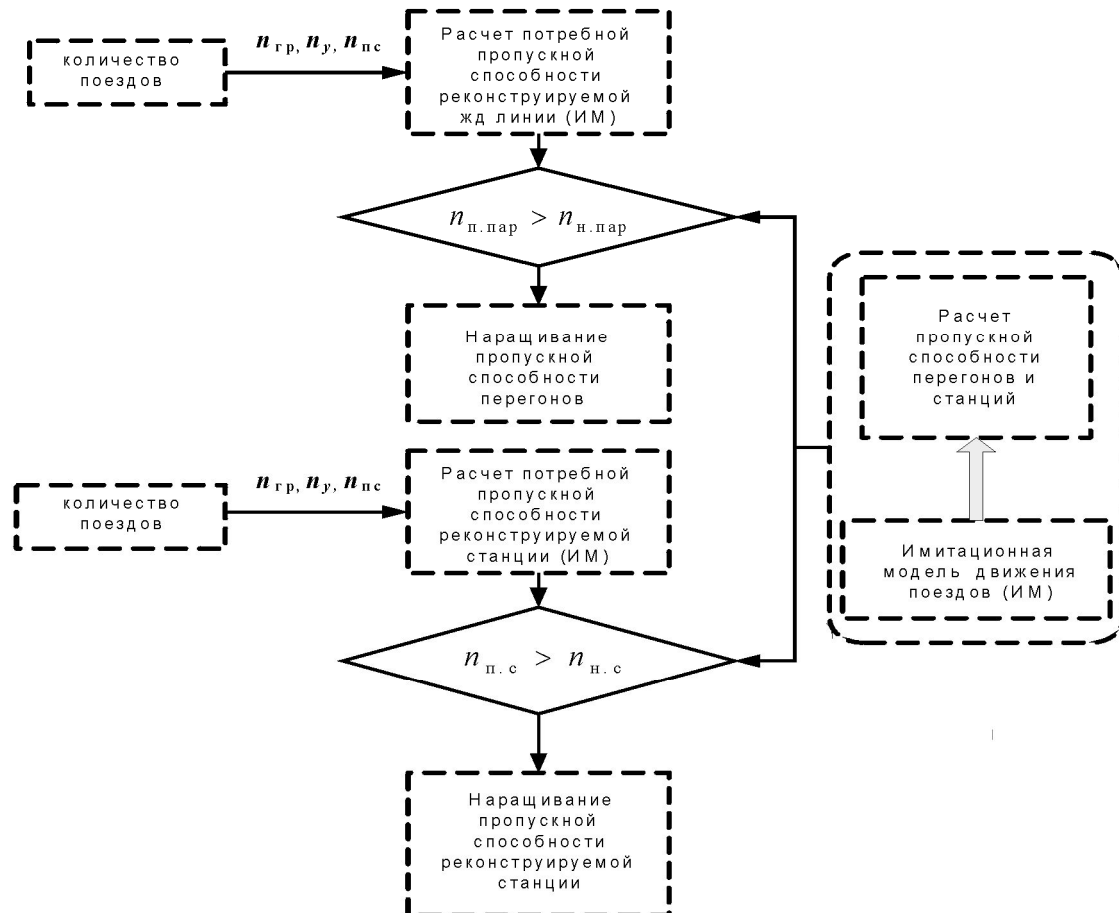 количество
поездов
n гр, n у, n пс
Расчет потребной
пропускной
способности
реконструируемой
жд линии (ИМ)
n п.пар > n н.пар
Наращивание
пропускной
способности
перегонов
Расчет
пропускной
способности
перегонов и
станций
Имитационная
модель движения
поездов (ИМ)
количество
поездов
n гр, n у, n пс
Расчет потребной
пропускной
способности
реконструируемой
станции (ИМ)
n п.с > n н.с
Наращивание
пропускной
способности
реконструируемой
станции